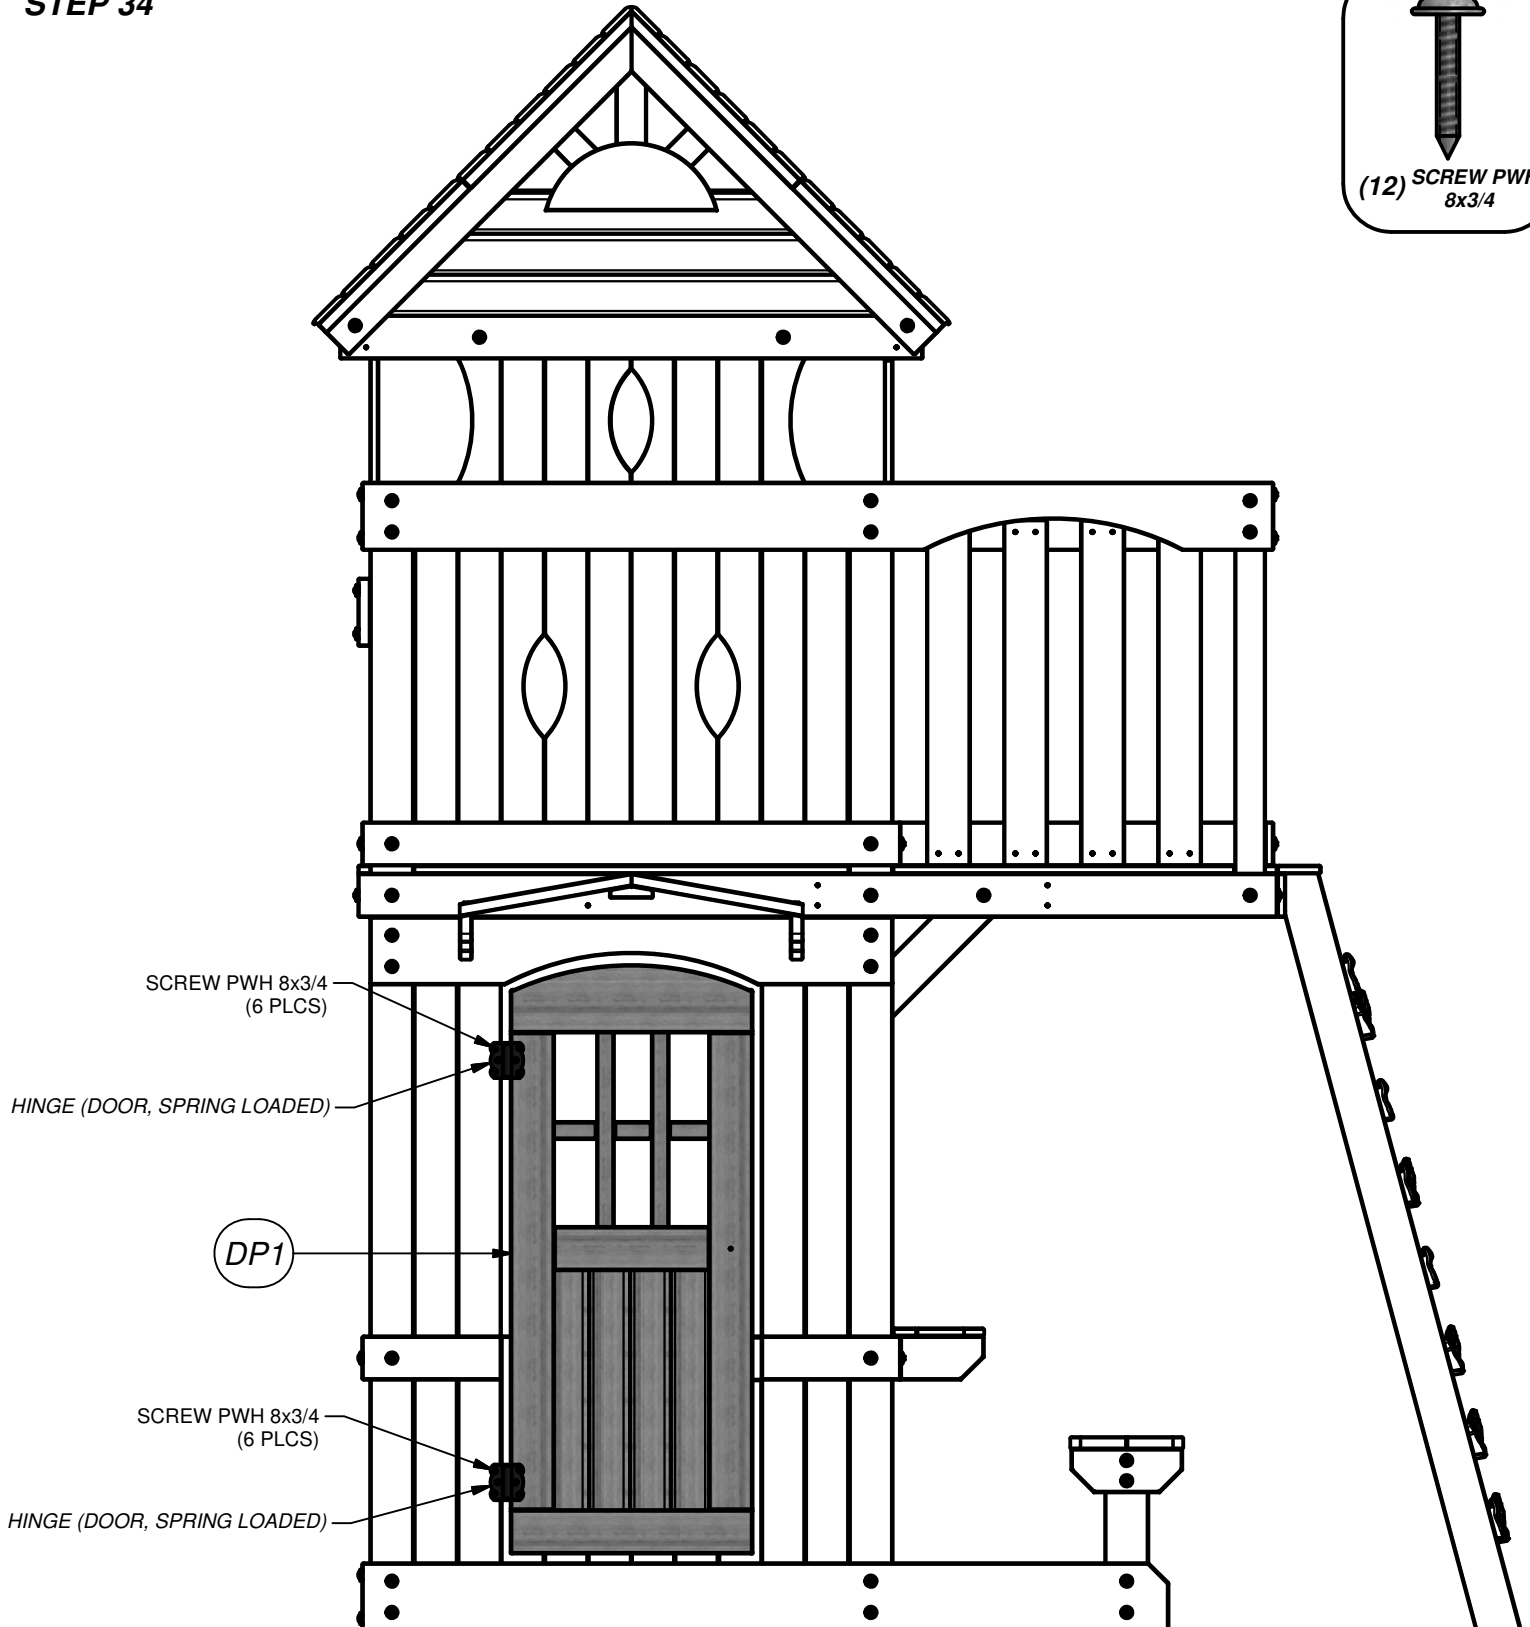 STEP 34
(12) SCREW PWH
8x3/4
SCREW PWH 8x3/4
(6 PLCS)
HINGE (DOOR, SPRING LOADED)
DP1
SCREW PWH 8x3/4
(6 PLCS)
HINGE (DOOR, SPRING LOADED)